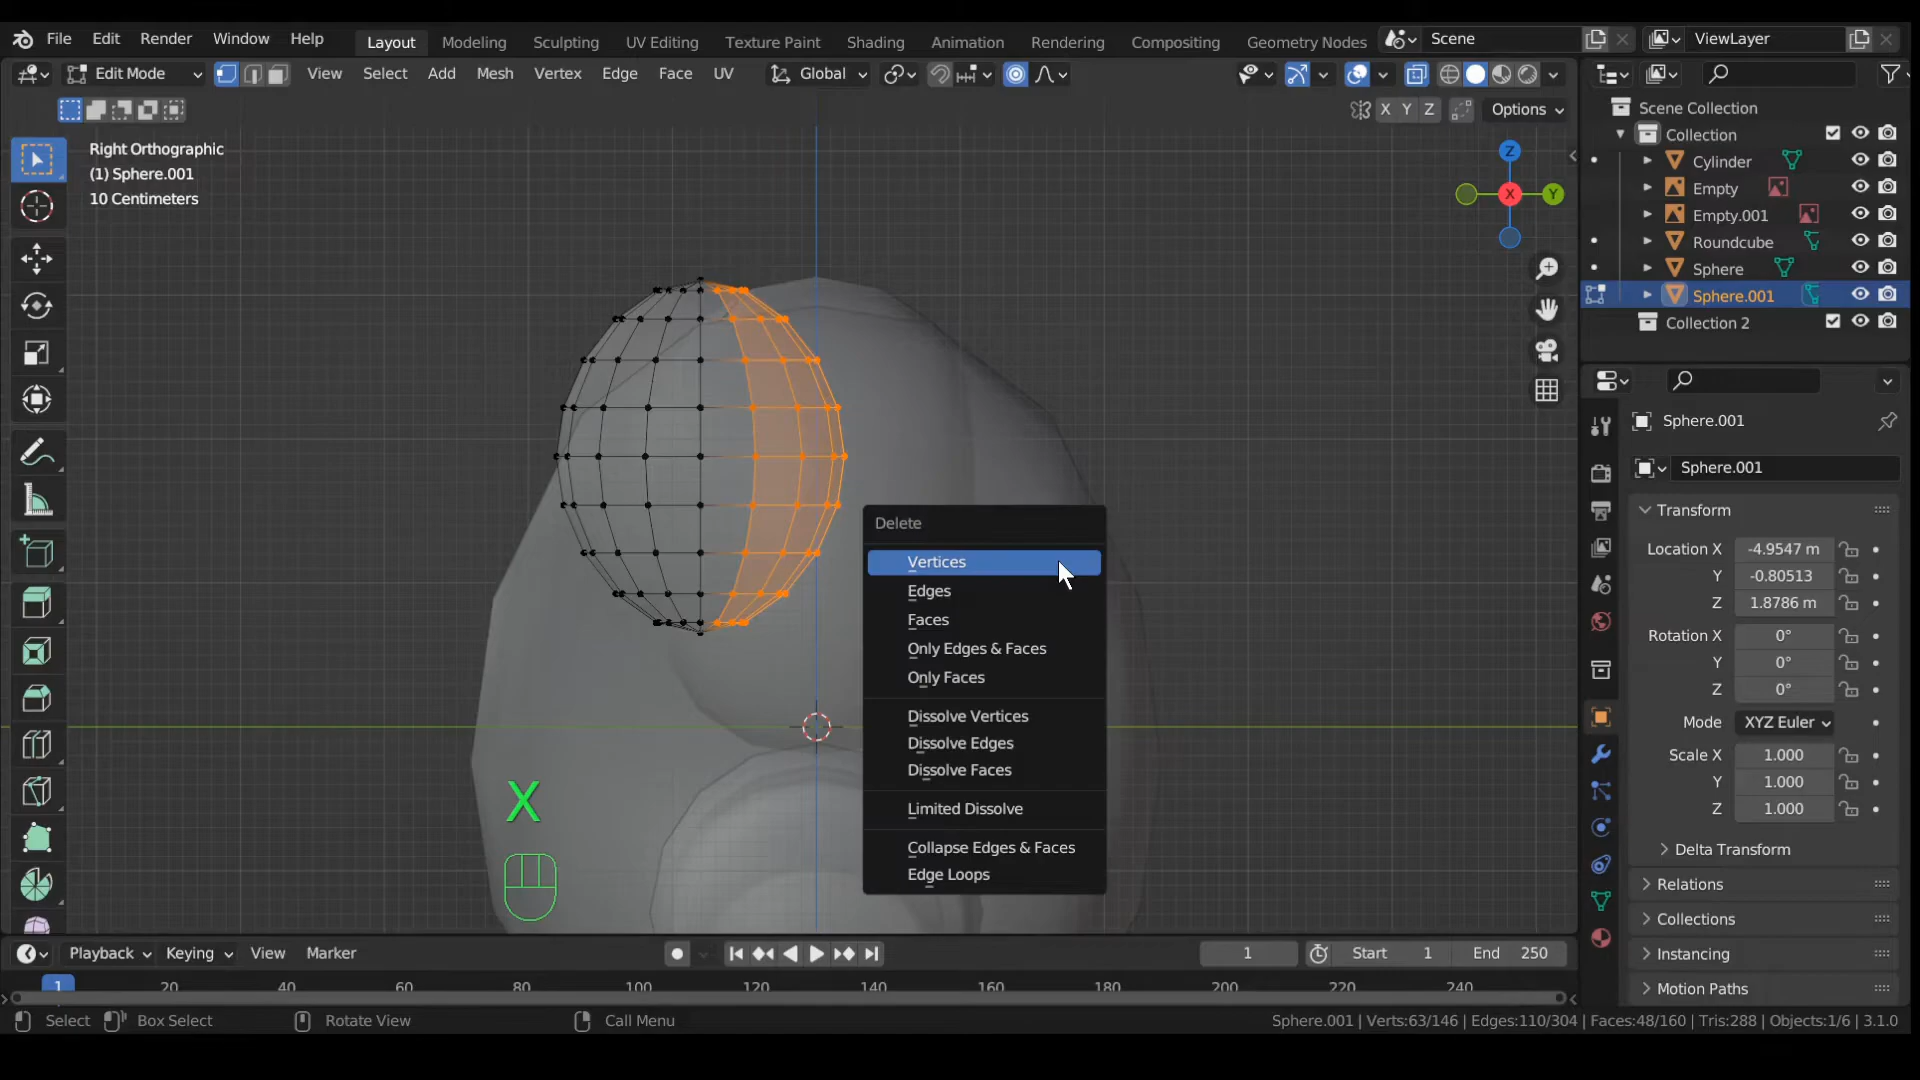 File Edit Render Window Help Layout Modeling Sculpting UV Editing Texture Paint Shading Animation Rendering Compositing Geometry Nodes Scene ViewLayer
Edit Mode View Select Add Mesh Vertex Edge Face UV Global
X Y Z Options
Right Orthographic
(1) Sphere.001
10 Centimeters
Z
X
Y
Scene Collection
Collection
Cylinder
Empty
Empty.001
Roundcube
Sphere
Sphere.001
Collection 2
Sphere.001
Sphere.001
Transform
Location X -4.9547 m
Y -0.80513
Z 1.8786 m
Rotation X 0°
Y 0°
Z 0°
Mode XYZ Euler
Scale X 1.000
Y 1.000
Z 1.000
Delta Transform
Relations
Collections
Instancing
Motion Paths
Delete
Vertices
Edges
Faces
Only Edges & Faces
Only Faces
Dissolve Vertices
Dissolve Edges
Dissolve Faces
Limited Dissolve
Collapse Edges & Faces
Edge Loops
X
Playback Keying View Marker 1 Start 1 End 250
1 20 40 60 80 100 120 140 160 180 200 220 240
Select Box Select Rotate View Call Menu Sphere.001 | Verts:63/146 | Edges:110/304 | Faces:48/160 | Tris:288 | Objects:1/6 | 3.1.0